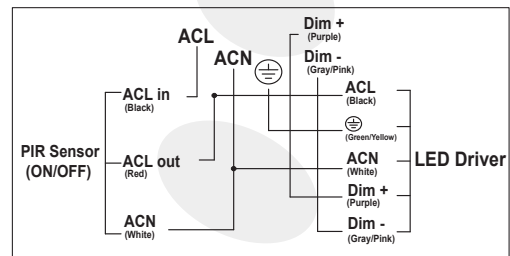 ACL
ACN
Dim +
(Purple)
Dim -
(Gray/Pink)
PIR Sensor
(ON/OFF)
ACL in
(Black)
ACL out
(Red)
ACN
(White)
ACL
(Black)
(Green/Yellow)
ACN
(White)
Dim +
(Purple)
Dim -
(Gray/Pink)
LED Driver